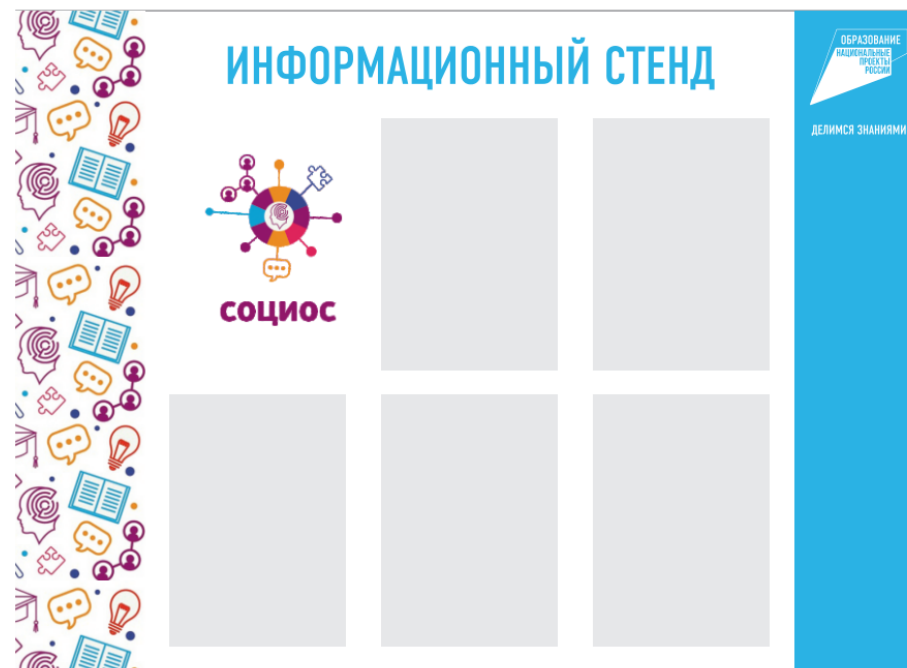 ИНФОРМАЦИОННЫЙ СТЕНД
ОБРАЗОВАНИЕ
НАЦИОНАЛЬНЫЕ
ПРОЕКТЫ
РОССИИ
ДЕЛИМСЯ ЗНАНИЯМИ
социос